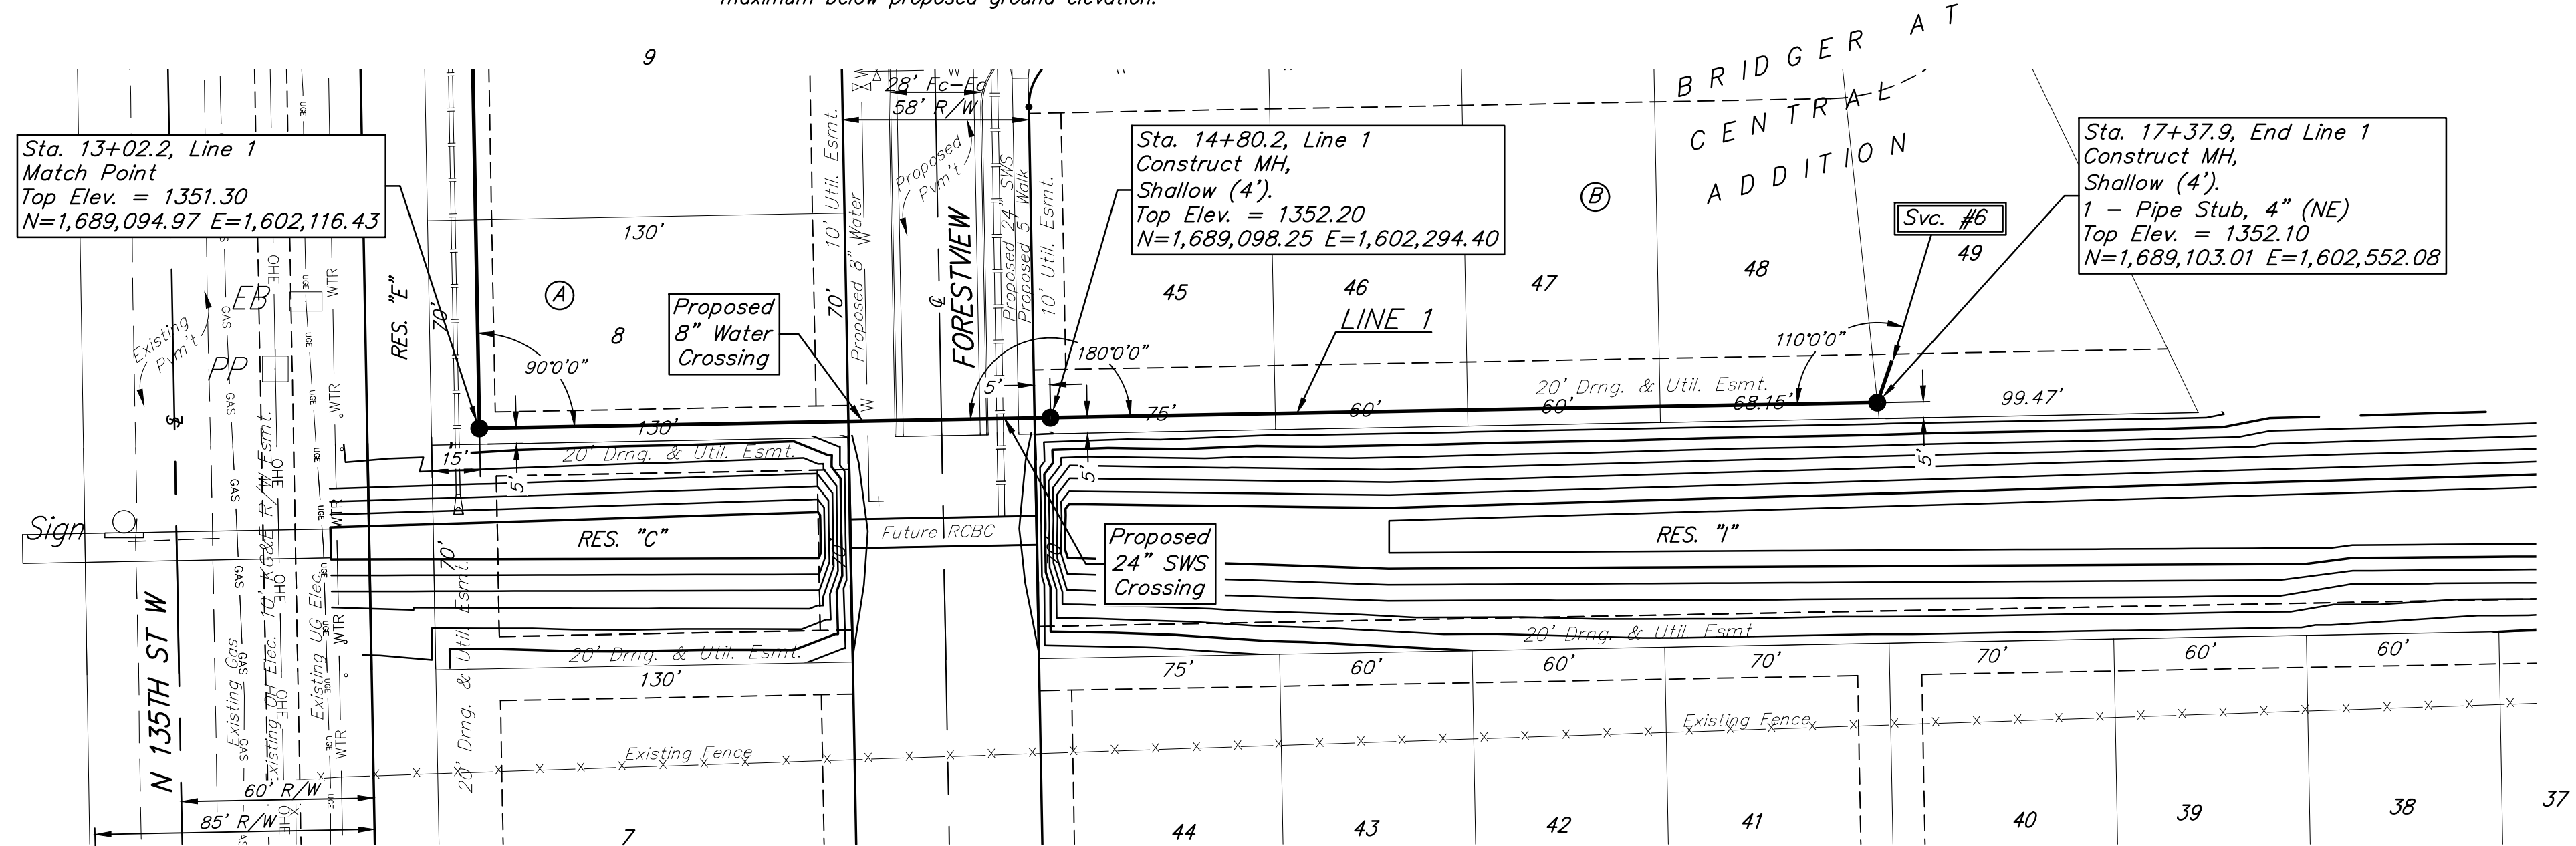 maximum below proposed ground elevation.
BRIDGER AT
CENTRAL
ADDITION
9
28' Fc-Fc
58' R/W
Sta. 13+02.2, Line 1
Match Point
Top Elev. = 1351.30
N=1,689,094.97 E=1,602,116.43
Sta. 14+80.2, Line 1
Construct MH,
Shallow (4').
Top Elev. = 1352.20
N=1,689,098.25 E=1,602,294.40
Sta. 17+37.9, End Line 1
Construct MH,
Shallow (4').
1 - Pipe Stub, 4" (NE)
Top Elev. = 1352.10
N=1,689,103.01 E=1,602,552.08
Svc. #6
10' Util. Esmt.
Proposed 8" Water
Proposed
Pvm't
FORESTVIEW
Proposed 24" SWS
Proposed 5' Walk
10' Util. Esmt.
130'
A
B
8
45
46
47
48
49
EB
PP
Existing
Pvm't
RES. "E"
70'
70'
Proposed
8" Water
Crossing
LINE 1
90°0'0"
180°0'0"
110°0'0"
5'
20' Drng. & Util. Esmt.
130'
75'
60'
60'
68.15'
99.47'
15'
5'
5'
5'
20' Drng. & Util. Esmt.
Sign
RES. "C"
Future RCBC
Proposed
24" SWS
Crossing
RES. "I"
70'
70'
70'
20' Drng. & Util. Esmt.
20' Drng. & Util. Esmt
20' Drng. & Util. Esmt.
130'
75'
60'
60'
70'
70'
60'
60'
N 135TH ST W
Existing Gas
Existing OH Elec. 10' KG&E R/W Esmt.
Existing UG Elec.
GAS
OHE
UGE
WTR
Existing Fence
Existing Fence
60' R/W
85' R/W
7
44
43
42
41
40
39
38
37